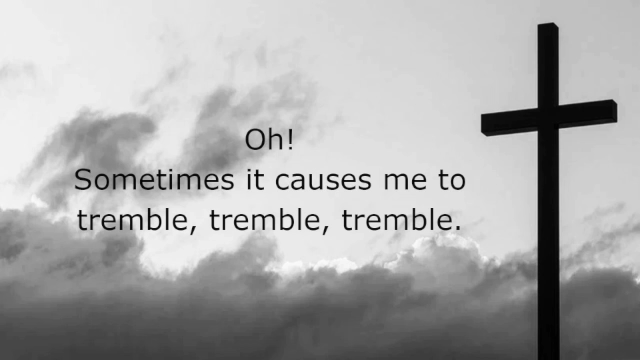 Oh!
Sometimes it causes me to
tremble, tremble, tremble.